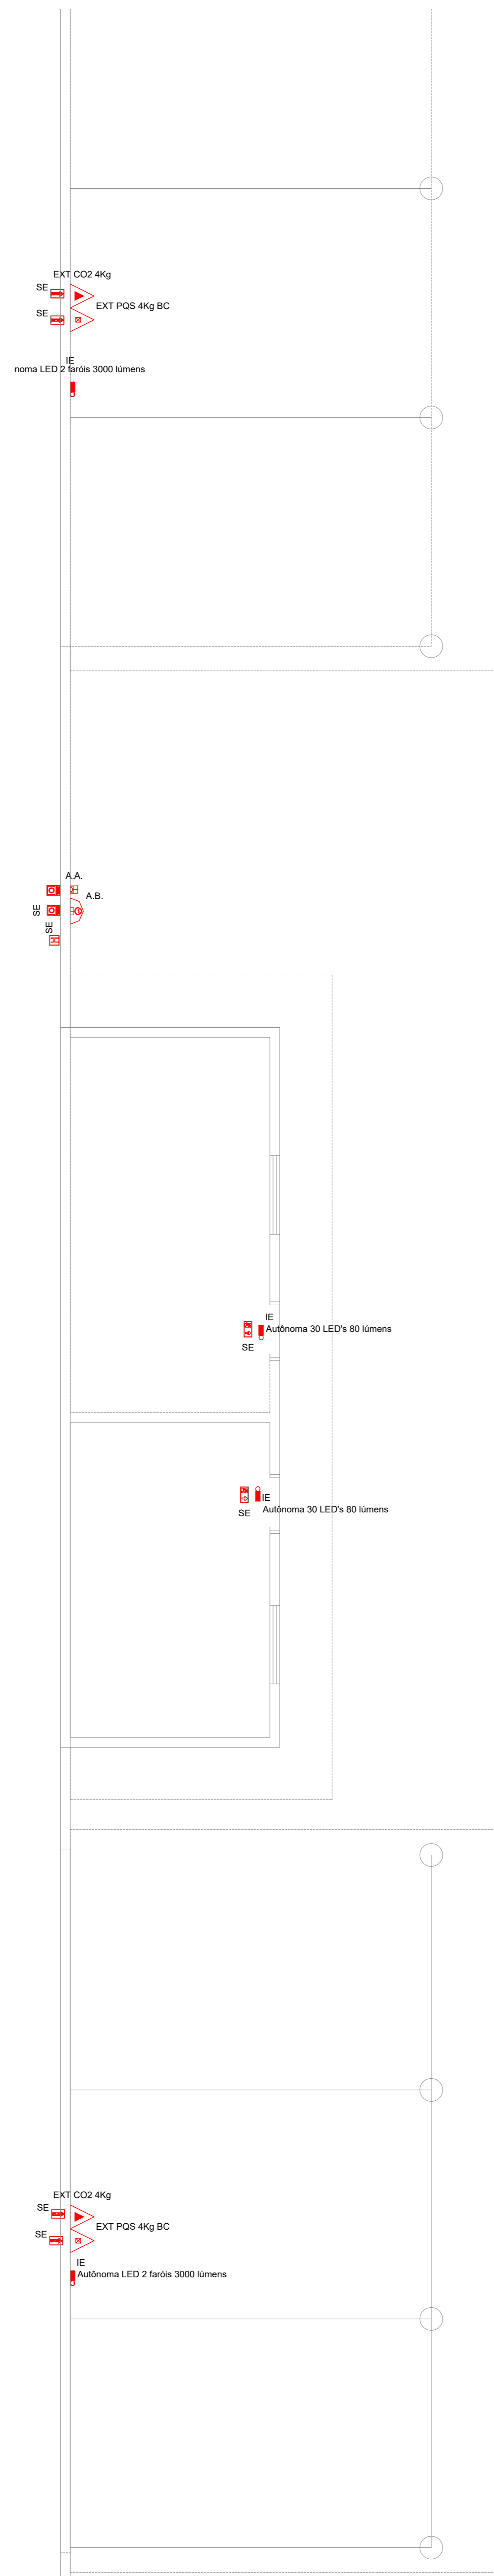 EXT CO2 4Kg
SE
EXT PQS 4Kg BC
SE
IE
noma LED 2 faróis 3000 lúmens
A.A.
A.B.
SE
SE
IE
Autônoma 30 LED's 80 lúmens
SE
IE
Autônoma 30 LED's 80 lúmens
SE
EXT CO2 4Kg
SE
EXT PQS 4Kg BC
SE
IE
Autônoma LED 2 faróis 3000 lúmens